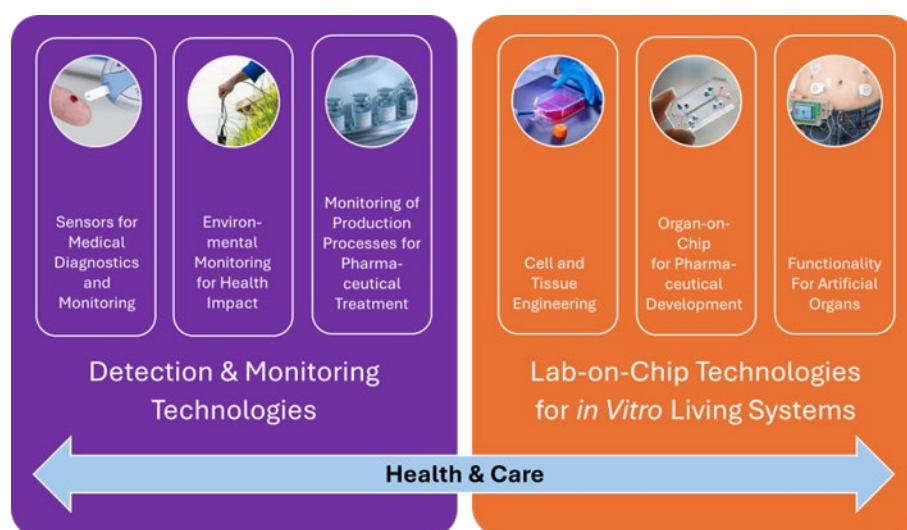 Sensors for
Medical
Diagnostics
and
Monitoring
Environ-
mental
Monitoring
for Health
Impact
Monitoring of
Production
Processes for
Pharma-
ceutical
Treatment
Detection & Monitoring
Technologies
Cell and
Tissue
Engineering
Organ-on-
Chip
for Pharma-
ceutical
Development
Functionality
For Artificial
Organs
Lab-on-Chip Technologies
for in Vitro Living Systems
Health & Care